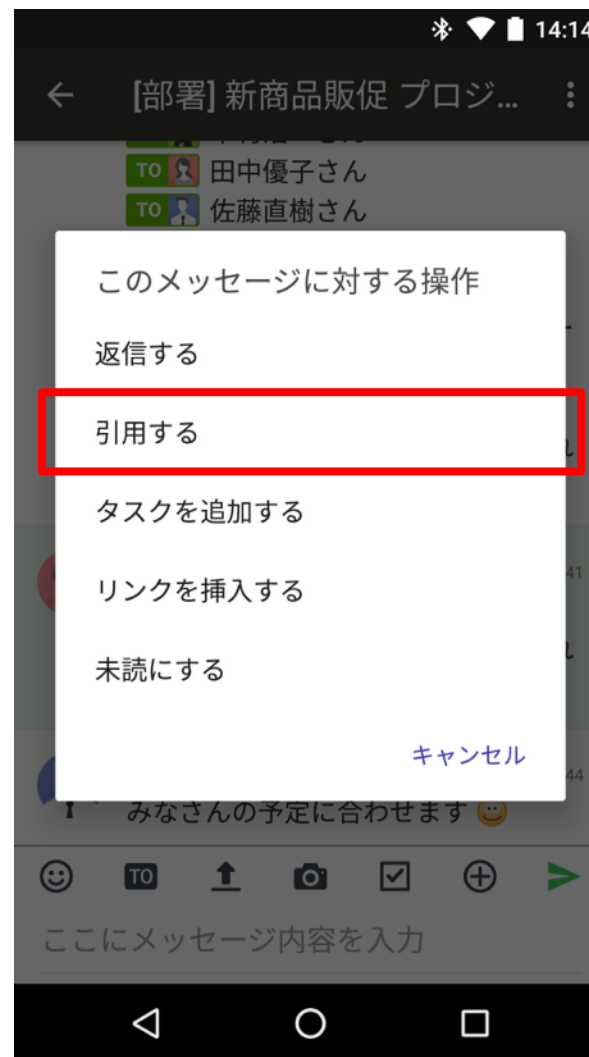 14:14
[部署] 新商品販促 プロジ...
TO 田中優子さん
TO 佐藤直樹さん
このメッセージに対する操作
返信する
引用する
タスクを追加する
リンクを挿入する
未読にする
キャンセル
41
44
みなさんの予定に合わせます
TO
ここにメッセージ内容を入力